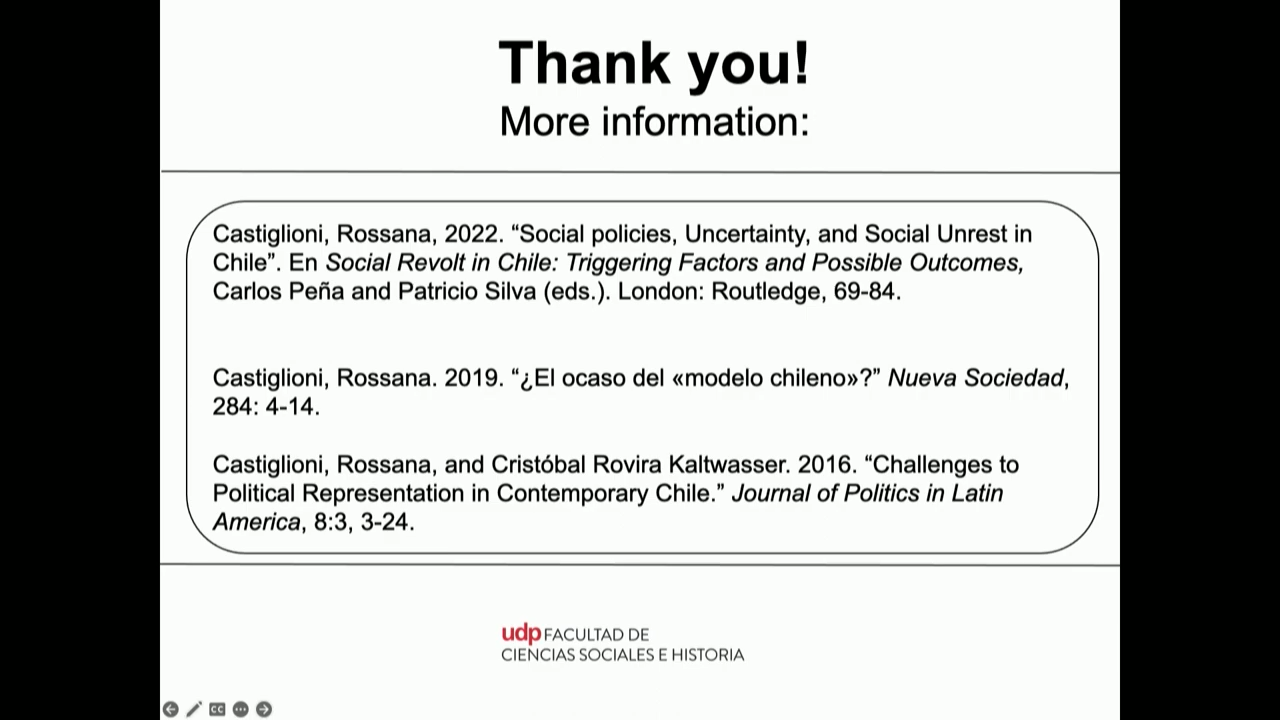 Thank you!
More information:
Castiglioni, Rossana, 2022. “Social policies, Uncertainty, and Social Unrest in
Chile”. En Social Revolt in Chile: Triggering Factors and Possible Outcomes,
Carlos Peña and Patricio Silva (eds.). London: Routledge, 69-84.
Castiglioni, Rossana. 2019. “¿El ocaso del «modelo chileno»?” Nueva Sociedad,
284: 4-14.
Castiglioni, Rossana, and Cristóbal Rovira Kaltwasser. 2016. “Challenges to
Political Representation in Contemporary Chile.” Journal of Politics in Latin
America, 8:3, 3-24.
udp FACULTAD DE
CIENCIAS SOCIALES E HISTORIA
CC